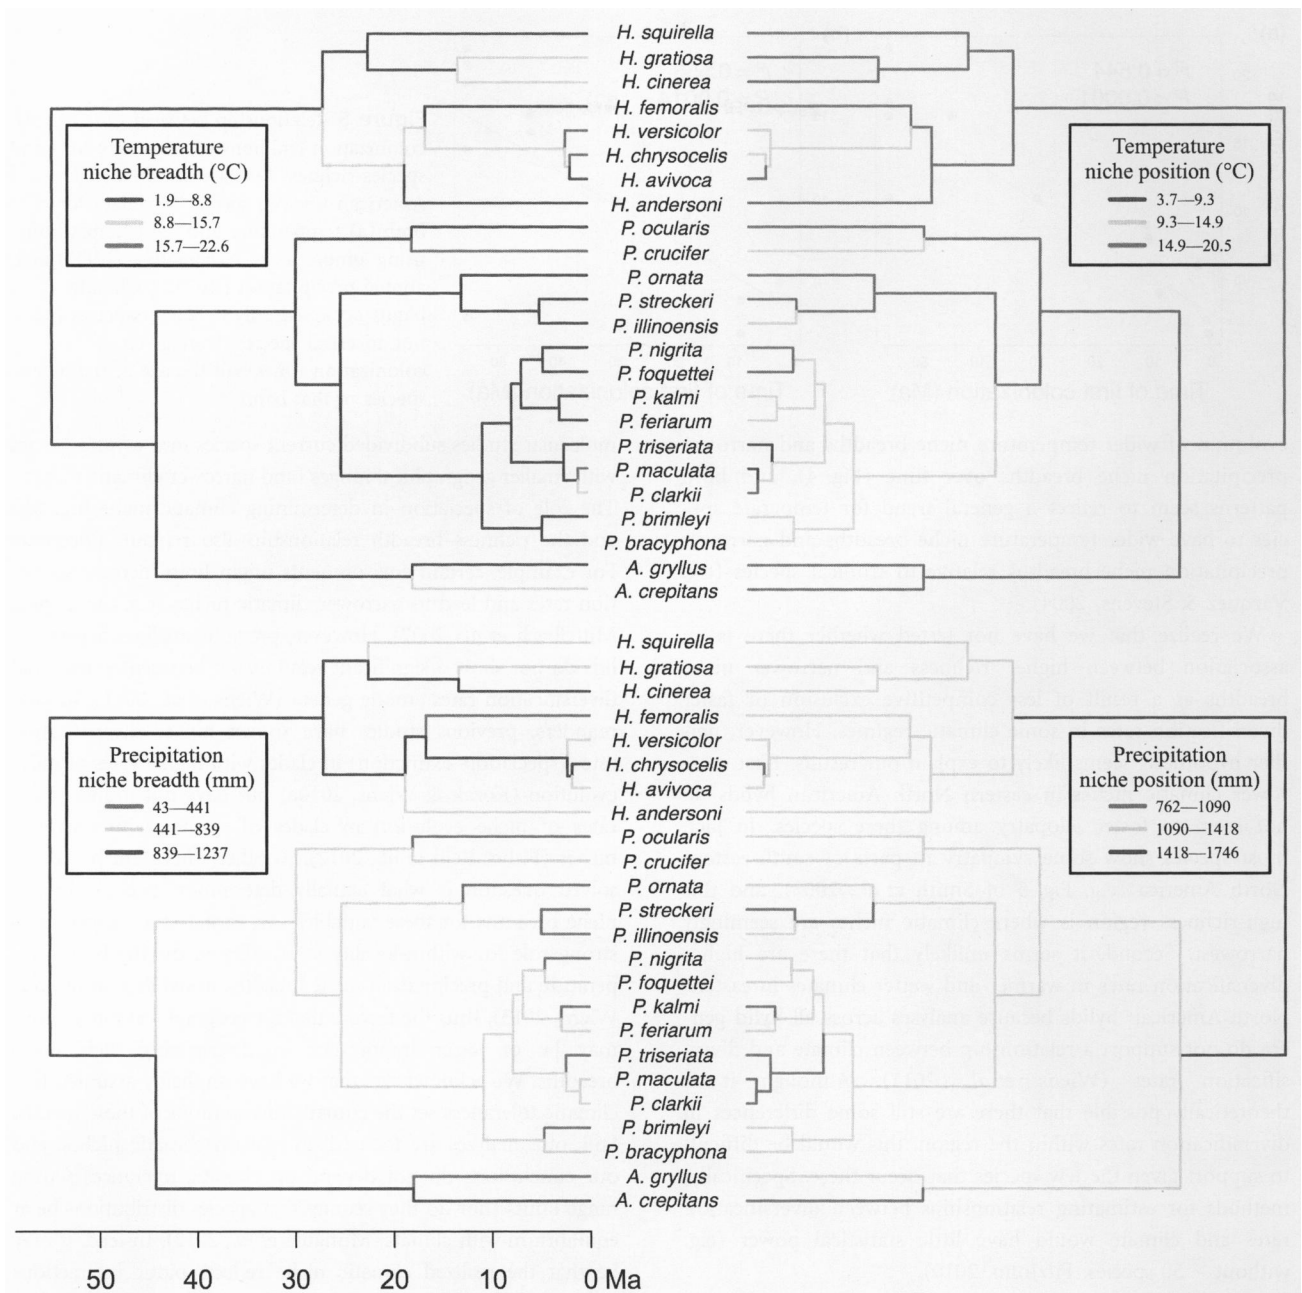 H. squirella
H. gratiosa
H. cinerea
H. femoralis
H. versicolor
H. chrysocelis
H. avivoca
H. andersoni
P. ocularis
P. crucifer
P. ornata
P. streckeri
P. illinoensis
P. nigrita
P. foquettei
P. kalmi
P. feriarum
P. triseriata
P. maculata
P. clarkii
P. brimleyi
P. bracyphona
A. gryllus
A. crepitans
Temperature
niche breadth (°C)
1.9—8.8
8.8—15.7
15.7—22.6
Temperature
niche position (°C)
3.7—9.3
9.3—14.9
14.9—20.5
H. squirella
H. gratiosa
H. cinerea
H. femoralis
H. versicolor
H. chrysocelis
H. avivoca
H. andersoni
P. ocularis
P. crucifer
P. ornata
P. streckeri
P. illinoensis
P. nigrita
P. foquettei
P. kalmi
P. feriarum
P. triseriata
P. maculata
P. clarkii
P. brimleyi
P. bracyphona
A. gryllus
A. crepitans
Precipitation
niche breadth (mm)
43—441
441—839
839—1237
Precipitation
niche position (mm)
762—1090
1090—1418
1418—1746
50 40 30 20 10 0 Ma